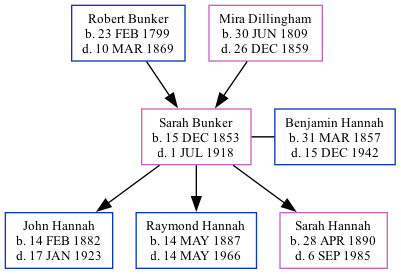 Robert Bunker
b. 23 FEB 1799
d. 10 MAR 1869
Mira Dillingham
b. 30 JUN 1809
d. 26 DEC 1859
Sarah Bunker
b. 15 DEC 1853
d. 1 JUL 1918
Benjamin Hannah
b. 31 MAR 1857
d. 15 DEC 1942
John Hannah
b. 14 FEB 1882
d. 17 JAN 1923
Raymond Hannah
b. 14 MAY 1887
d. 14 MAY 1966
Sarah Hannah
b. 28 APR 1890
d. 6 SEP 1985